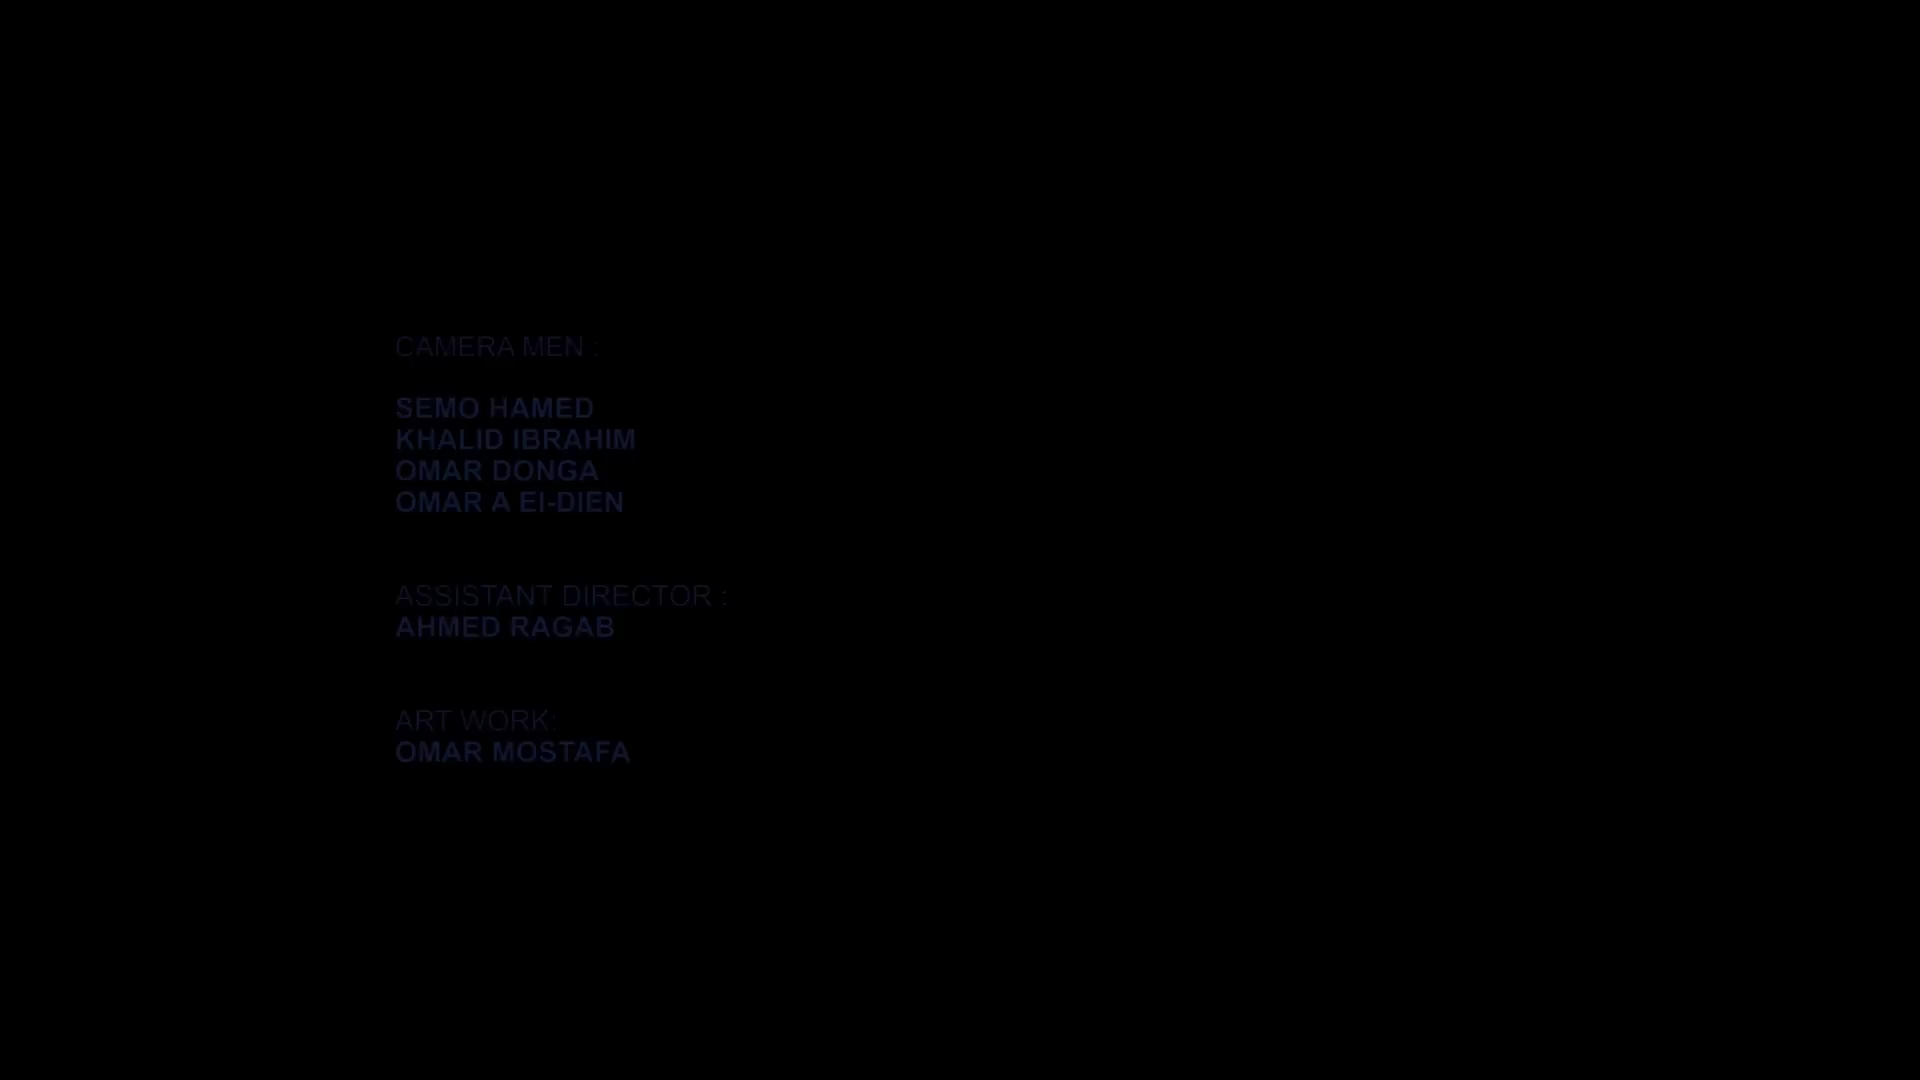 CAMERA MEN :
SEMO HAMED
KHALID IBRAHIM
OMAR DONGA
OMAR A EI-DIEN
ASSISTANT DIRECTOR :
AHMED RAGAB
ART WORK:
OMAR MOSTAFA